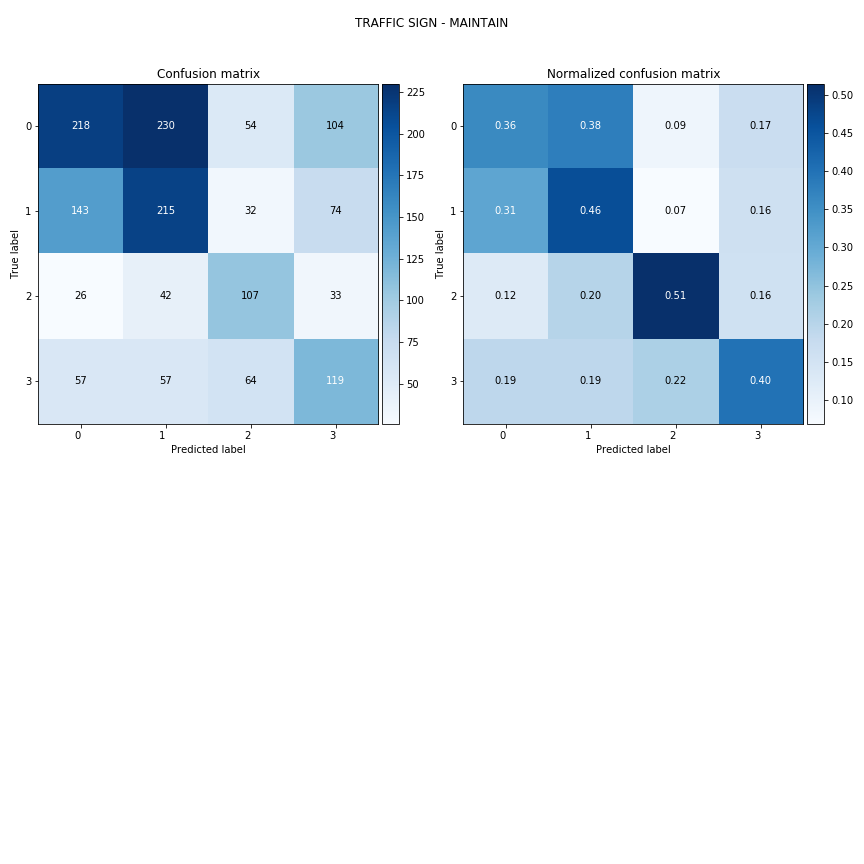 TRAFFIC SIGN - MAINTAIN
Confusion matrix
0 218 230 54 104
1 143 215 32 74
2 26 42 107 33
3 57 57 64 119
0 1 2 3
Predicted label
True label
225
200
175
150
125
100
75
50
Normalized confusion matrix
0 0.36 0.38 0.09 0.17
1 0.31 0.46 0.07 0.16
2 0.12 0.20 0.51 0.16
3 0.19 0.19 0.22 0.40
0 1 2 3
Predicted label
True label
0.50
0.45
0.40
0.35
0.30
0.25
0.20
0.15
0.10